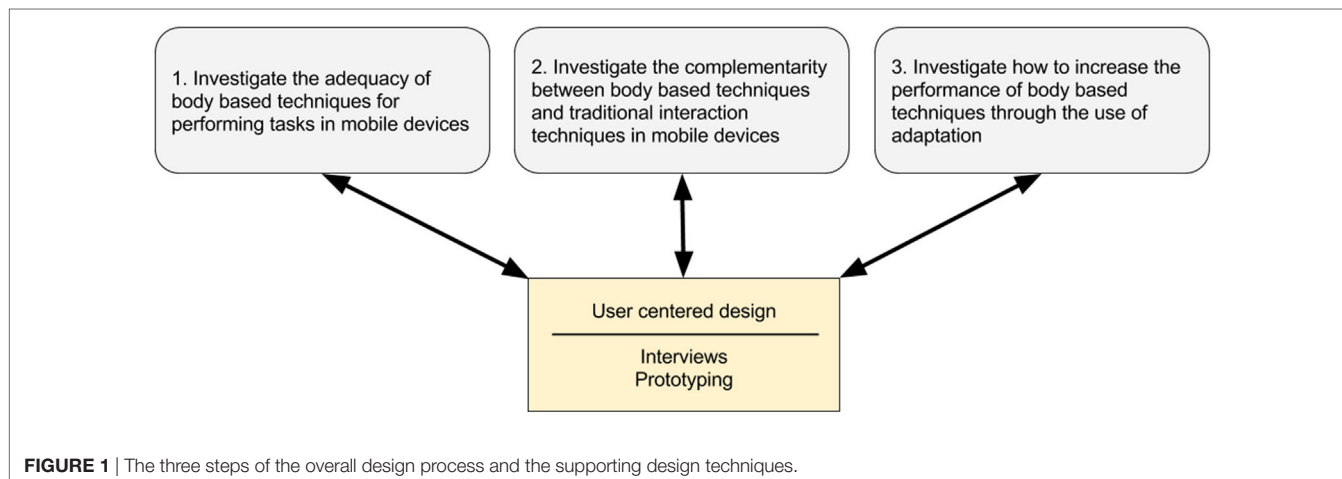 1. Investigate the adequacy of
body based techniques for
performing tasks in mobile devices
2. Investigate the complementarity
between body based techniques
and traditional interaction
techniques in mobile devices
3. Investigate how to increase the
performance of body based
techniques through the use of
adaptation
User centered design
Interviews
Prototyping
FIGURE 1 | The three steps of the overall design process and the supporting design techniques.